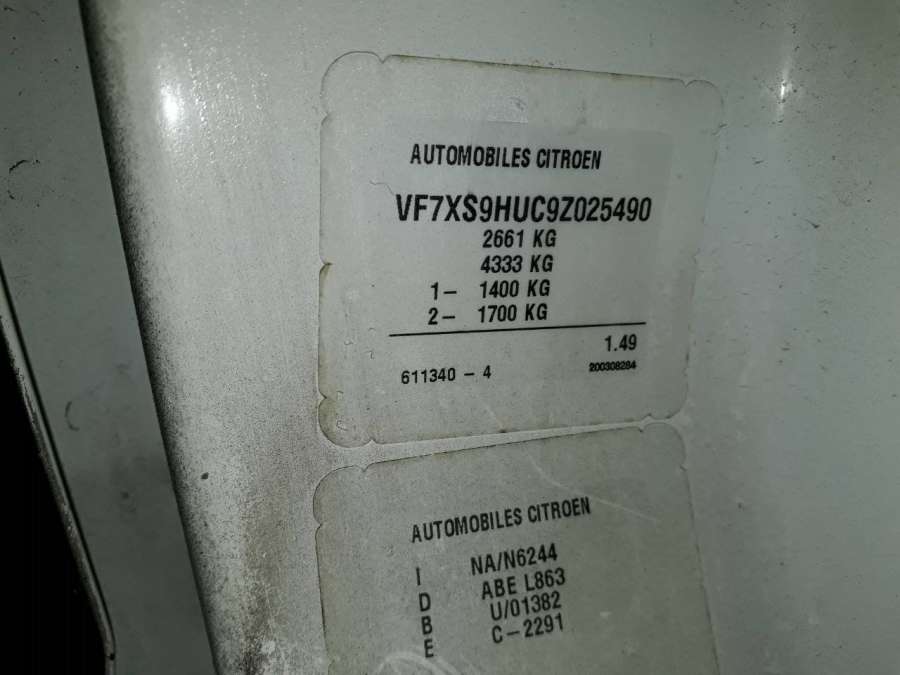 AUTOMOBILES CITROEN
VF7XS9HUC9Z025490
2661 KG
4333 KG
1- 1400 KG
2- 1700 KG
1.49
611340 - 4 200308284
AUTOMOBILES CITROEN
I NA/N6244
D ABE L863
B U/01382
E C-2291